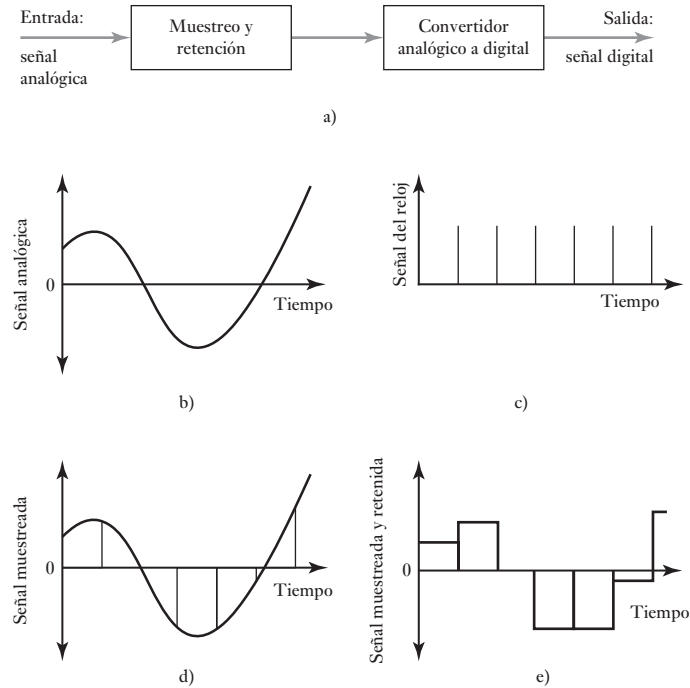 Entrada:
señal
analógica
Muestreo y
retención
Convertidor
analógico a digital
Salida:
señal digital
a)
Señal analógica
0
Tiempo
b)
Señal del reloj
Tiempo
c)
Señal muestreada
0
Tiempo
d)
Señal muestreada y retenida
0
Tiempo
e)